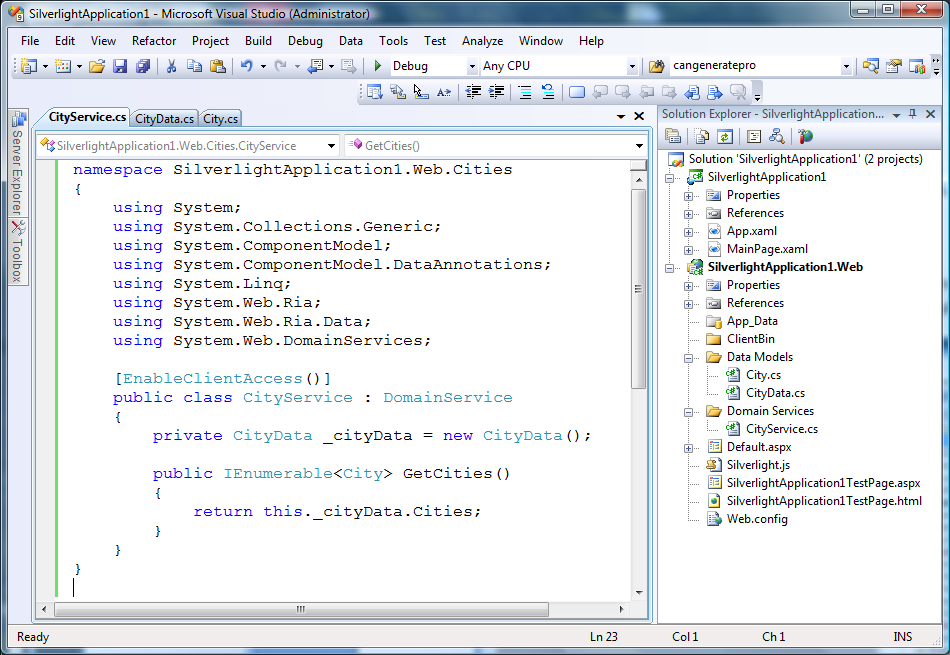 SilverlightApplication1 - Microsoft Visual Studio (Administrator)
File Edit View Refactor Project Build Debug Data Tools Test Analyze Window Help
Debug Any CPU cangeneratepro
Server Explorer
Toolbox
CityService.cs CityData.cs City.cs
SilverlightApplication1.Web.Cities.CityService GetCities()
namespace SilverlightApplication1.Web.Cities
{
using System;
using System.Collections.Generic;
using System.ComponentModel;
using System.ComponentModel.DataAnnotations;
using System.Linq;
using System.Web.Ria;
using System.Web.Ria.Data;
using System.Web.DomainServices;
[EnableClientAccess()]
public class CityService : DomainService
{
private CityData _cityData = new CityData();
public IEnumerable<City> GetCities()
{
return this._cityData.Cities;
}
}
}
Solution Explorer - SilverlightApplication...
Solution 'SilverlightApplication1' (2 projects)
SilverlightApplication1
Properties
References
App.xaml
MainPage.xaml
SilverlightApplication1.Web
Properties
References
App_Data
ClientBin
Data Models
City.cs
CityData.cs
Domain Services
CityService.cs
Default.aspx
Silverlight.js
SilverlightApplication1TestPage.aspx
SilverlightApplication1TestPage.html
Web.config
Ready Ln 23 Col 1 Ch 1 INS